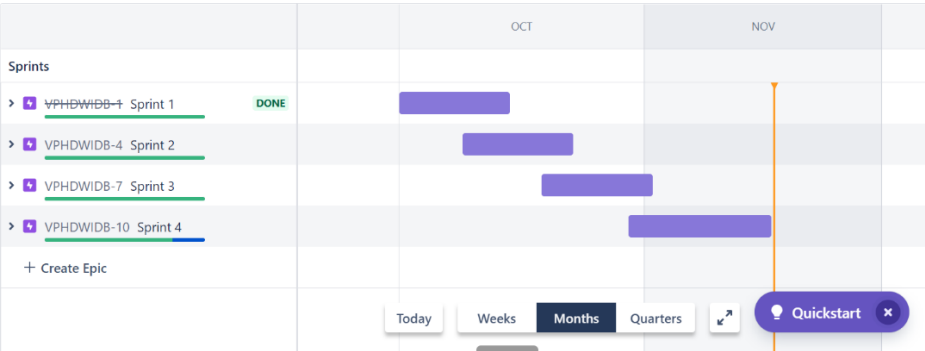 OCT NOV
Sprints
VPHDWIDB-1 Sprint 1 DONE
VPHDWIDB-4 Sprint 2
VPHDWIDB-7 Sprint 3
VPHDWIDB-10 Sprint 4
+ Create Epic
Today Weeks Months Quarters Quickstart